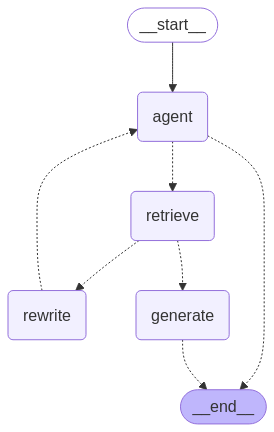 __start__
agent
retrieve
rewrite
generate
__end__